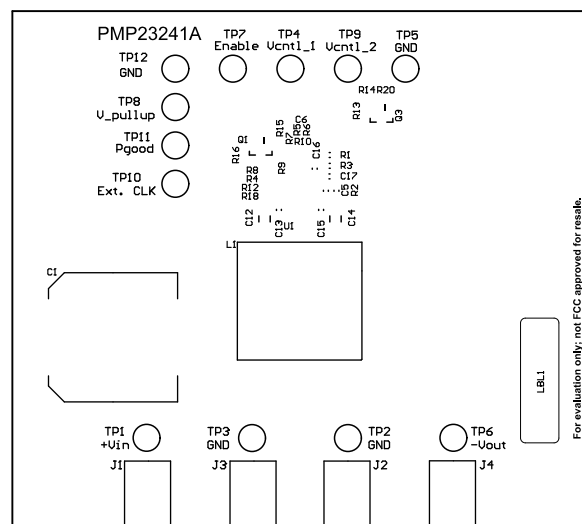 PMP23241A
TP7
Enable
TP4
Vcntl_1
TP9
Vcntl_2
TP5
GND
TP12
GND
TP8
V_pullup
TP11
Pgood
TP10
Ext. CLK
R14R20
R13
Q3
R15
C6
R5
R6
R7
R10
Q1
R16
C16
R1
R3
C17
R8
R4
R9
R12
R18
C5
R2
C12
C13
U1
C15
C14
L1
C1
LBL1
For evaluation only; not FCC approved for resale.
TP1
+Vin
TP3
GND
TP2
GND
TP6
-Vout
J1
J3
J2
J4